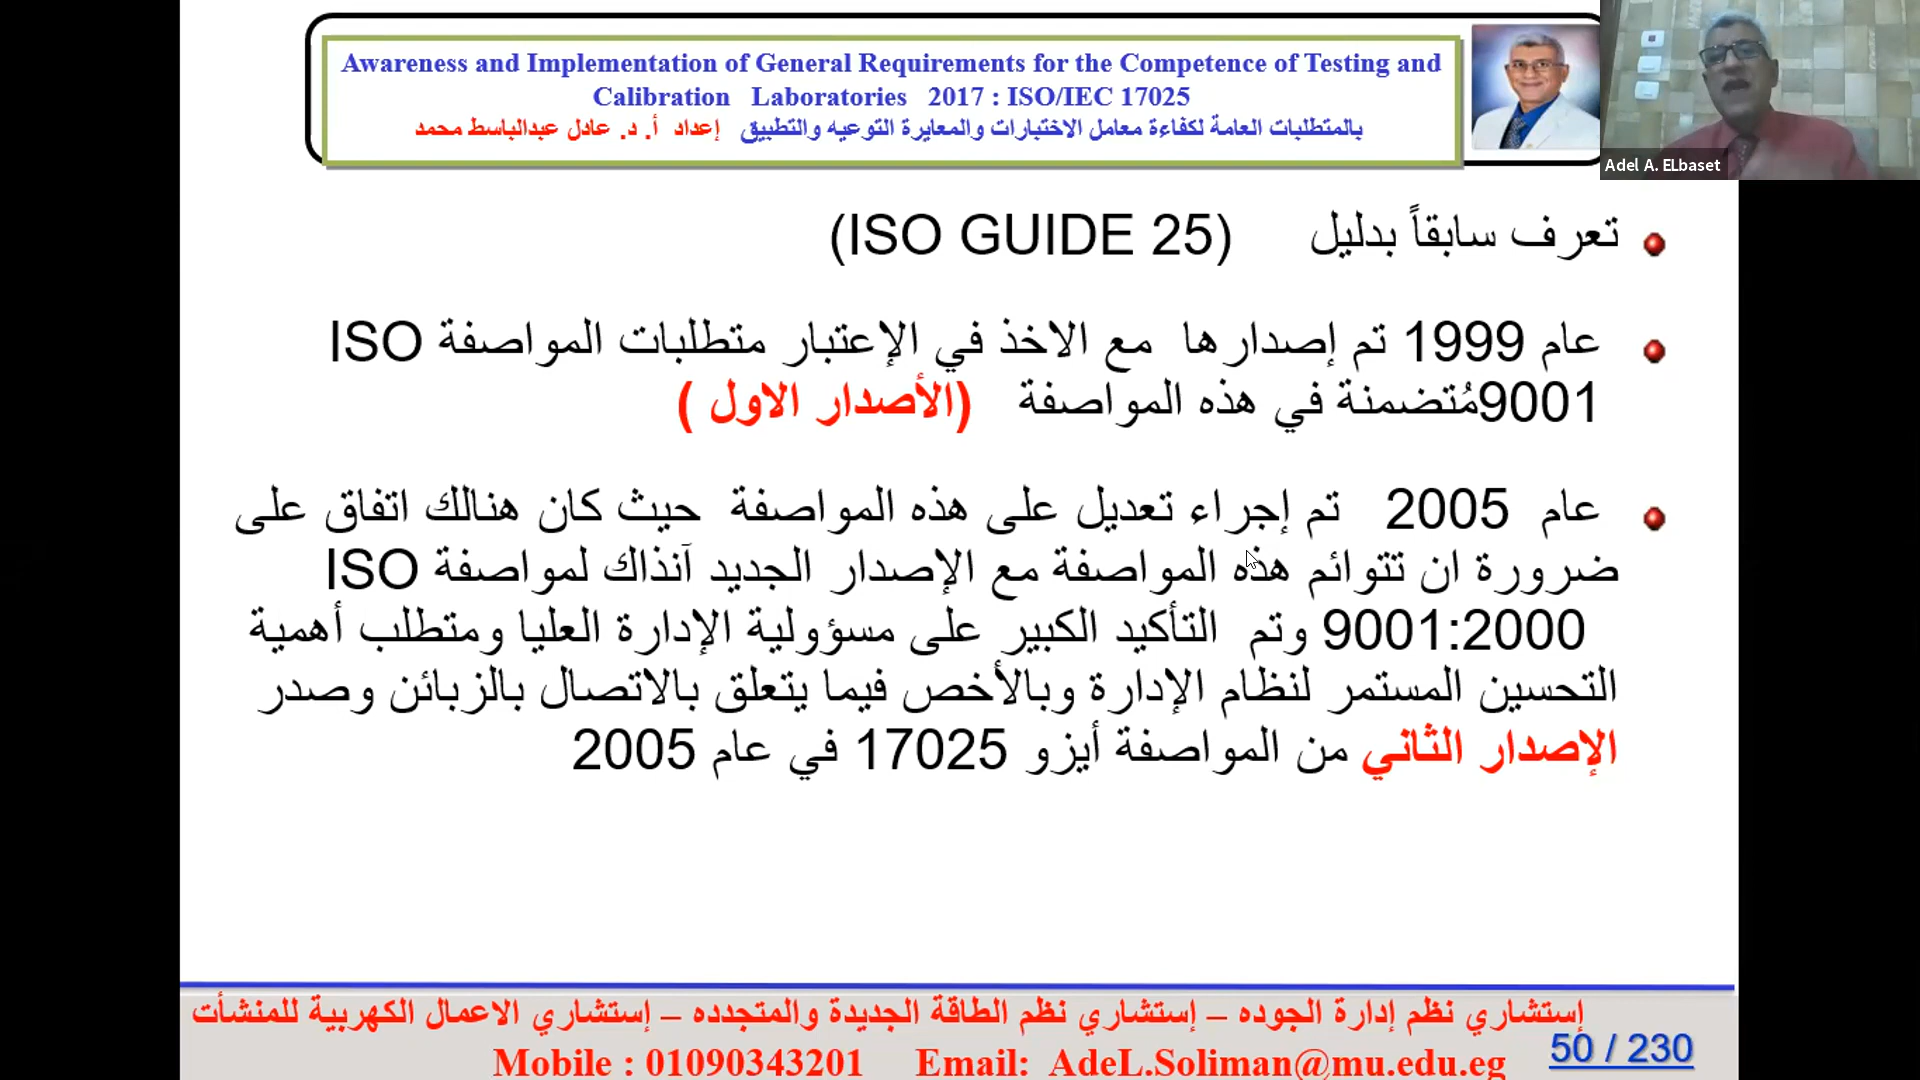 Awareness and Implementation of General Requirements for the Competence of Testing and
Calibration Laboratories 2017 : ISO/IEC 17025
بالمتطلبات العامة لكفاءة معامل الاختبارات والمعايرة التوعيه والتطبيق إعداد أ. د. عادل عبدالباسط محمد
Adel A. ELbaset
تعرف سابقاً بدليل (ISO GUIDE 25)
عام 1999 تم إصدارها مع الاخذ في الإعتبار متطلبات المواصفة ISO
9001مُتضمنة في هذه المواصفة (الأصدار الاول )
عام 2005 تم إجراء تعديل على هذه المواصفة حيث كان هنالك اتفاق على
ضرورة ان تتوائم هذه المواصفة مع الإصدار الجديد آنذاك لمواصفة ISO
9001:2000 وتم التأكيد الكبير على مسؤولية الإدارة العليا ومتطلب أهمية
التحسين المستمر لنظام الإدارة وبالأخص فيما يتعلق بالاتصال بالزبائن وصدر
الإصدار الثاني من المواصفة أيزو 17025 في عام 2005
إستشاري نظم إدارة الجوده – إستشاري نظم الطاقة الجديدة والمتجدده – إستشاري الاعمال الكهربية للمنشأت
Mobile : 01090343201 Email: AdeL.Soliman@mu.edu.eg
50 / 230